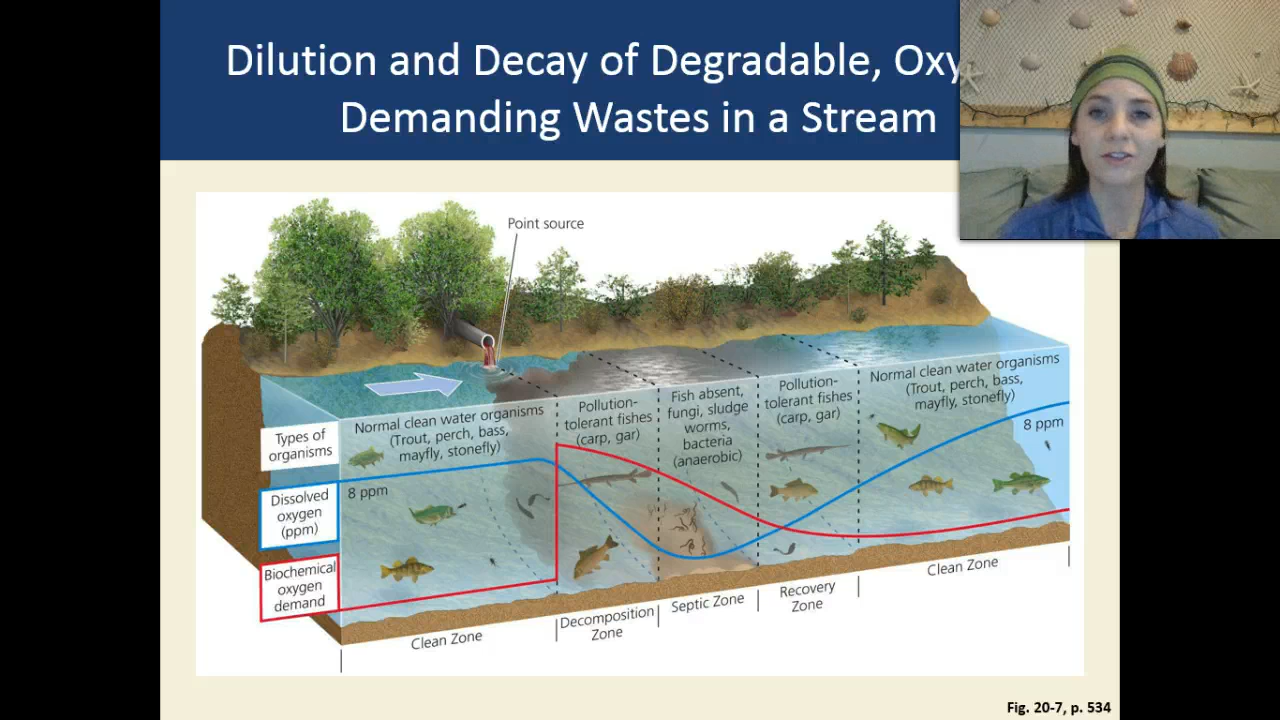 Dilution and Decay of Degradable, Oxy
Demanding Wastes in a Stream
Point source
Types of
organisms
Normal clean water organisms
(Trout, perch, bass,
mayfly, stonefly)
Pollution-
tolerant fishes
(carp, gar)
Fish absent,
fungi, sludge
worms,
bacteria
(anaerobic)
Pollution-
tolerant fishes
(carp, gar)
Normal clean water organisms
(Trout, perch, bass,
mayfly, stonefly)
Dissolved
oxygen
(ppm)
8 ppm
8 ppm
Biochemical
oxygen
demand
Clean Zone
Decomposition
Zone
Septic Zone
Recovery
Zone
Clean Zone
Fig. 20-7, p. 534